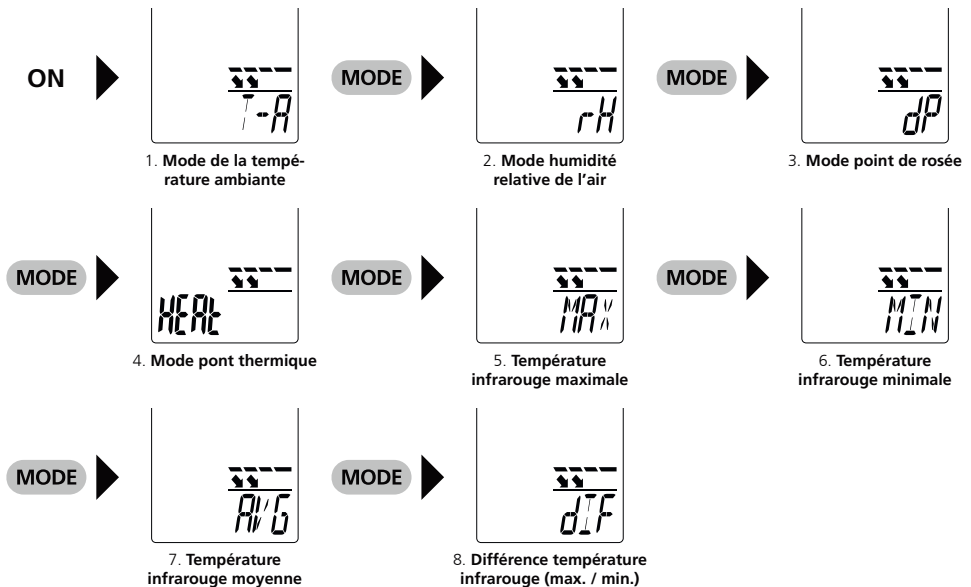 ON
T-A
1. Mode de la tempé-
rature ambiante
MODE
rH
2. Mode humidité
relative de l'air
MODE
dP
3. Mode point de rosée
MODE
HEAt
4. Mode pont thermique
MODE
MAX
5. Température
infrarouge maximale
MODE
MIN
6. Température
infrarouge minimale
MODE
AVG
7. Température
infrarouge moyenne
MODE
dIF
8. Différence température
infrarouge (max. / min.)